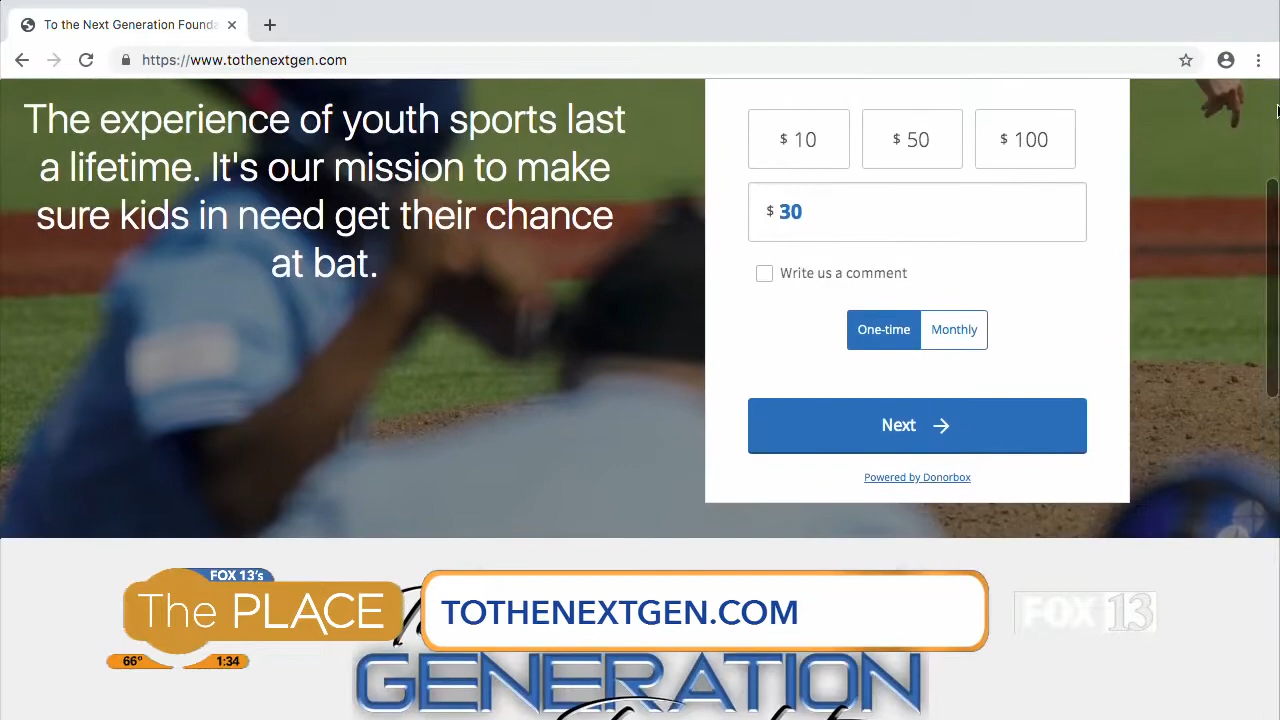 To the Next Generation Founda
https://www.tothenextgen.com
The experience of youth sports last
a lifetime. It's our mission to make
sure kids in need get their chance
at bat.
$ 10
$ 50
$ 100
$ 30
Write us a comment
One-time
Monthly
Next
Powered by Donorbox
FOX 13's
The PLACE
TOTHENEXTGEN.COM
FOX 13
66°
1:34
GENERATION